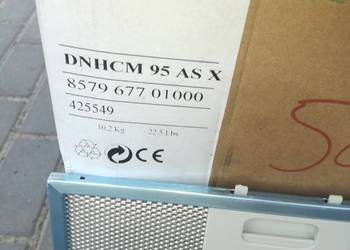 DNHCM 95 AS X
8579 677 01000
425549
10.2 Kg 22.5 Lbs
CE